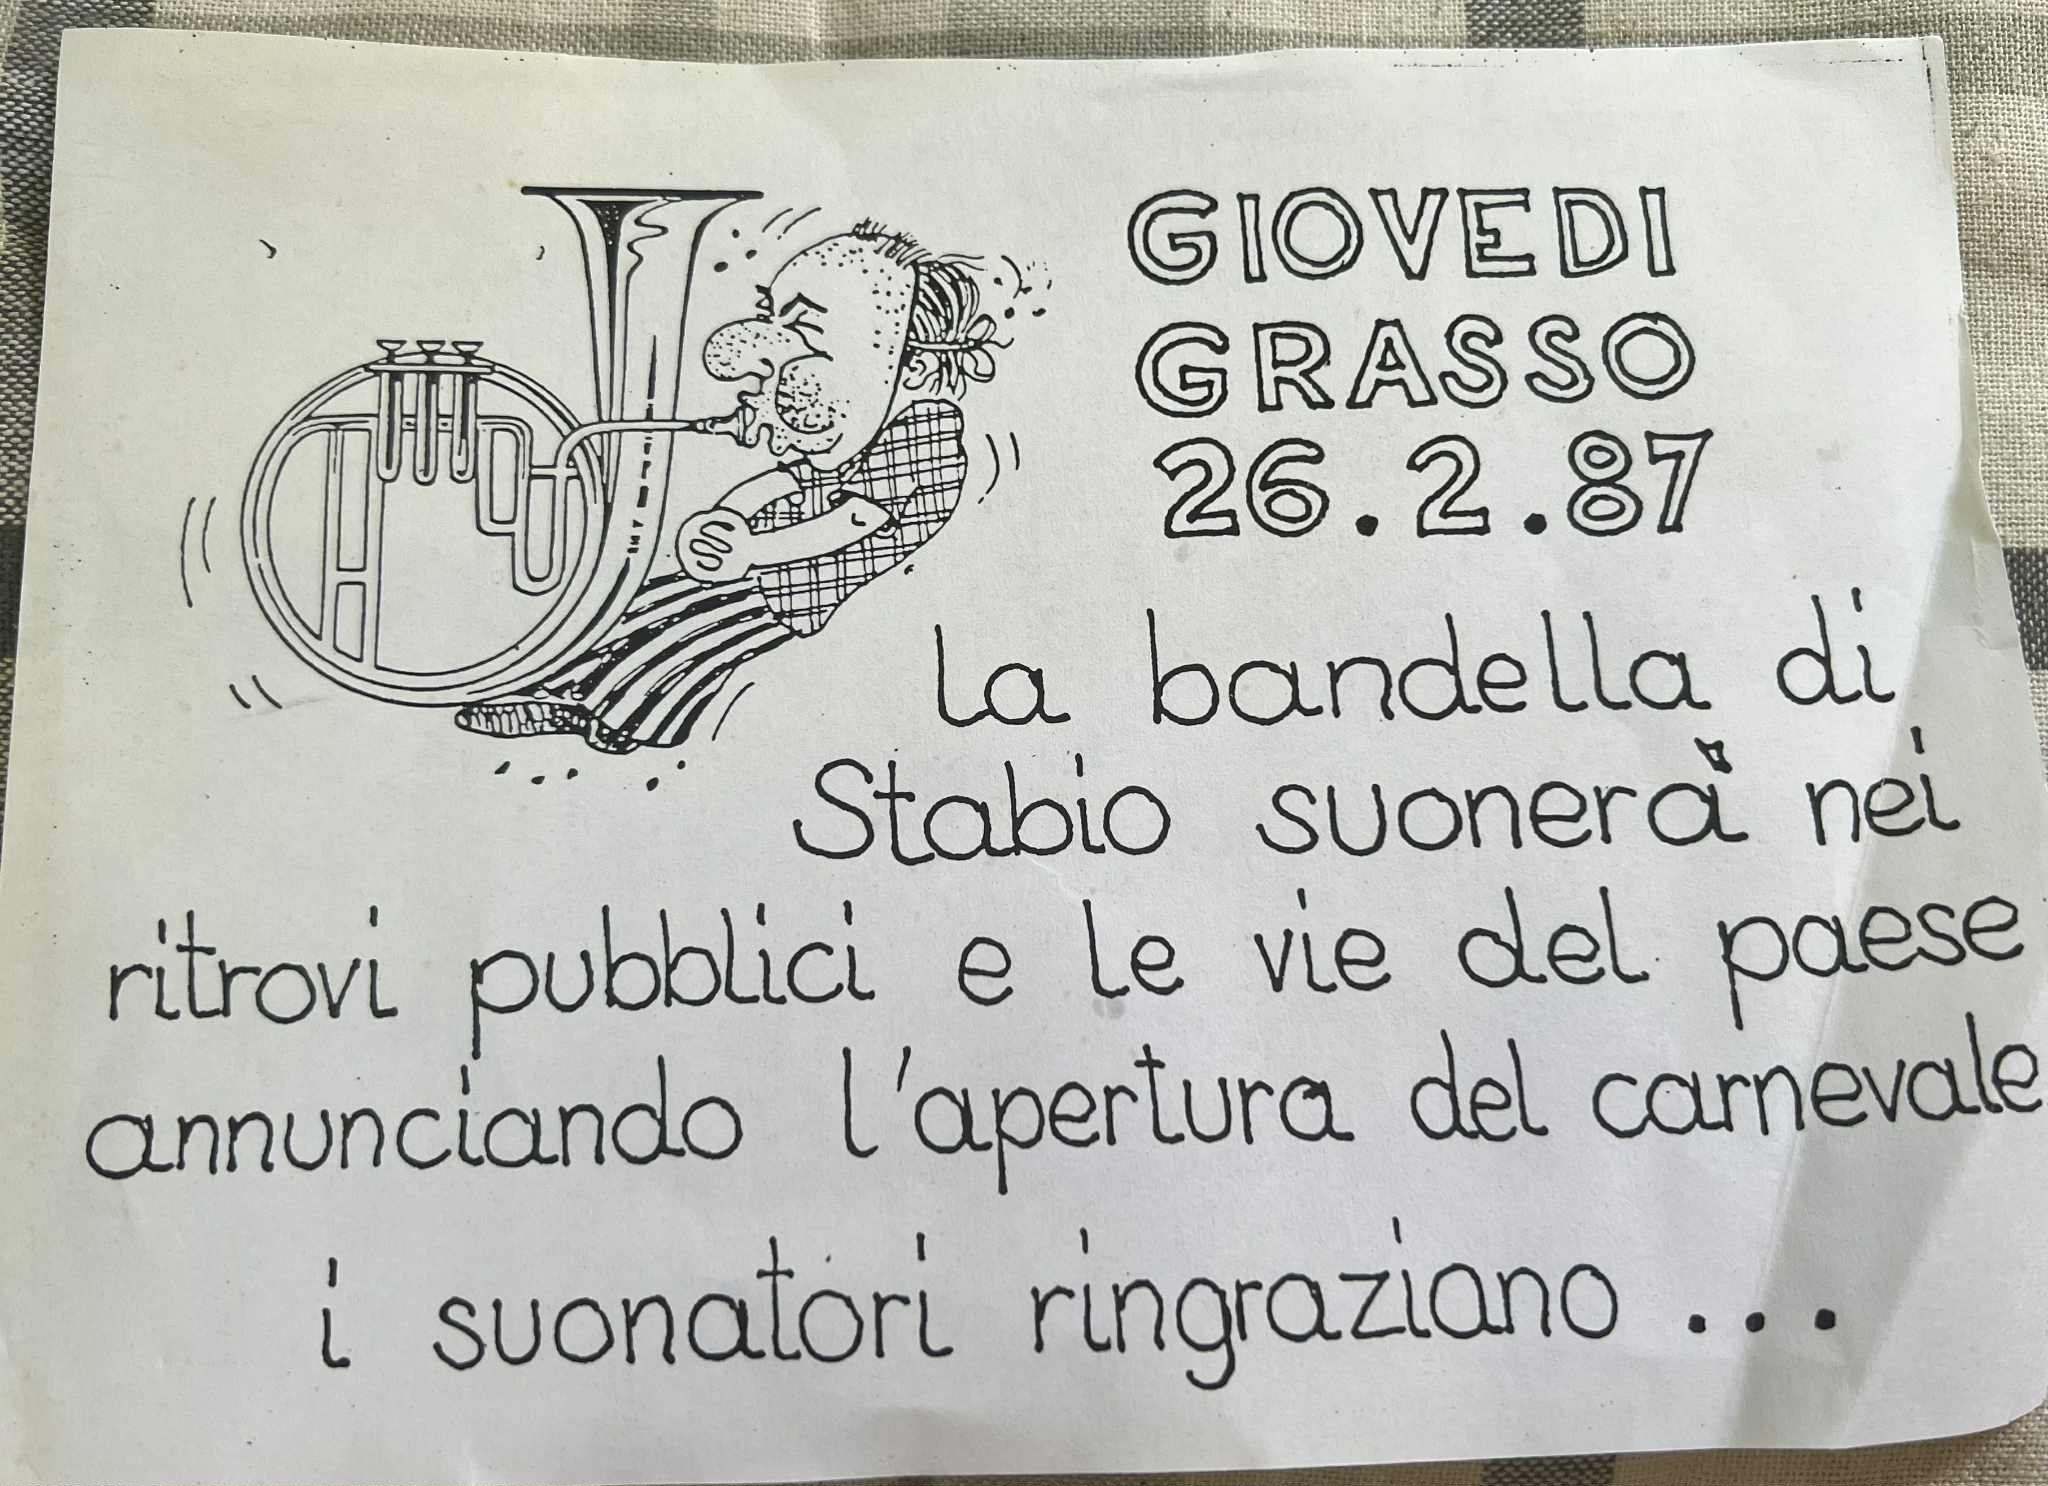 GIOVEDI
GRASSO
26.2.87
la bandella di
Stabio suonerà nei
ritrovi pubblici e le vie del paese
annunciando l'apertura del carnevale
i suonatori ringraziano ...